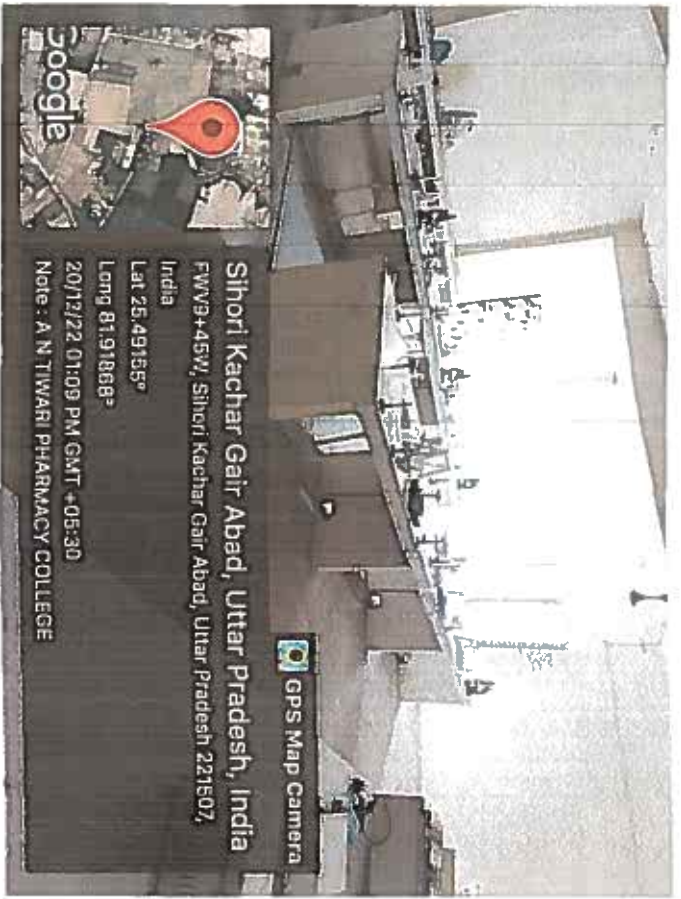 GPS Map Camera
Sihori Kachar Gair Abad, Uttar Pradesh, India
FWV9+45W, Sihori Kachar Gair Abad, Uttar Pradesh 221507,
India
Lat 25.49155°
Long 81.91868°
20/12/22 01:09 PM GMT +05:30
Note : A N TIWARI PHARMACY COLLEGE
Google